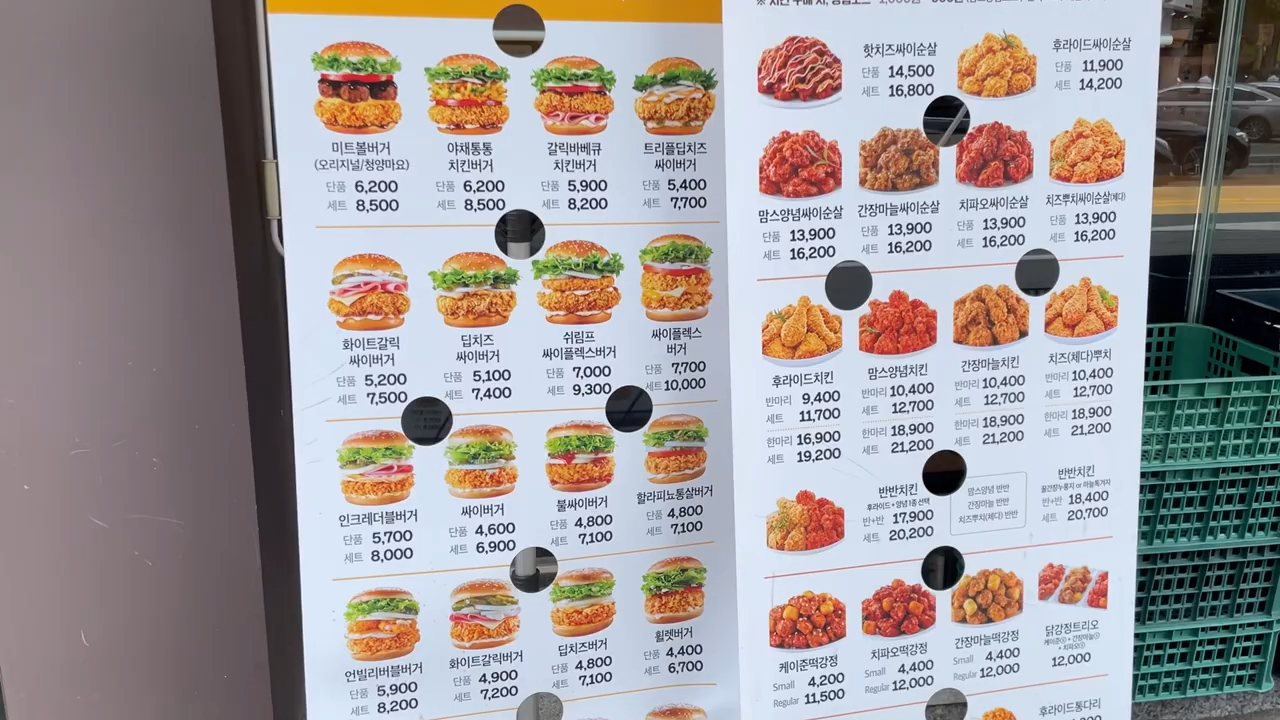 미트볼버거
(오리지널/청양마요)
단품 6,200
세트 8,500
야채통통
치킨버거
단품 6,200
세트 8,500
갈릭바베큐
치킨버거
단품 5,900
세트 8,200
트리플딥치즈
싸이버거
단품 5,400
세트 7,700
화이트갈릭
싸이버거
단품 5,200
세트 7,500
딥치즈
싸이버거
단품 5,100
세트 7,400
쉬림프
싸이플렉스버거
단품 7,000
세트 9,300
싸이플렉스
버거
단품 7,700
세트 10,000
인크레더블버거
단품 5,700
세트 8,000
싸이버거
단품 4,600
세트 6,900
불싸이버거
단품 4,800
세트 7,100
할라피뇨통살버거
단품 4,800
세트 7,100
언빌리버블버거
단품 5,900
세트 8,200
화이트갈릭버거
단품 4,900
세트 7,200
딥치즈버거
단품 4,800
세트 7,100
휠렛버거
단품 4,400
세트 6,700
핫치즈싸이순살
단품 14,500
세트 16,800
후라이드싸이순살
단품 11,900
세트 14,200
맘스양념싸이순살
단품 13,900
세트 16,200
간장마늘싸이순살
단품 13,900
세트 16,200
치파오싸이순살
단품 13,900
세트 16,200
치즈뿌치싸이순살(체다)
단품 13,900
세트 16,200
후라이드치킨
반마리 9,400
세트 11,700
한마리 16,900
세트 19,200
맘스양념치킨
반마리 10,400
세트 12,700
한마리 18,900
세트 21,200
간장마늘치킨
반마리 10,400
세트 12,700
한마리 18,900
세트 21,200
치즈(체다)뿌치
반마리 10,400
세트 12,700
한마리 18,900
세트 21,200
반반치킨
후라이드+양념 1종 선택
반+반 17,900
세트 20,200
맘스양념 반반
간장마늘 반반
치즈뿌치(체다) 반반
반반치킨
반+반 18,400
세트 20,700
케이준떡강정
Small 4,200
Regular 11,500
치파오떡강정
Small 4,400
Regular 12,000
간장마늘떡강정
Small 4,400
Regular 12,000
닭강정트리오
12,000
후라이드통다리